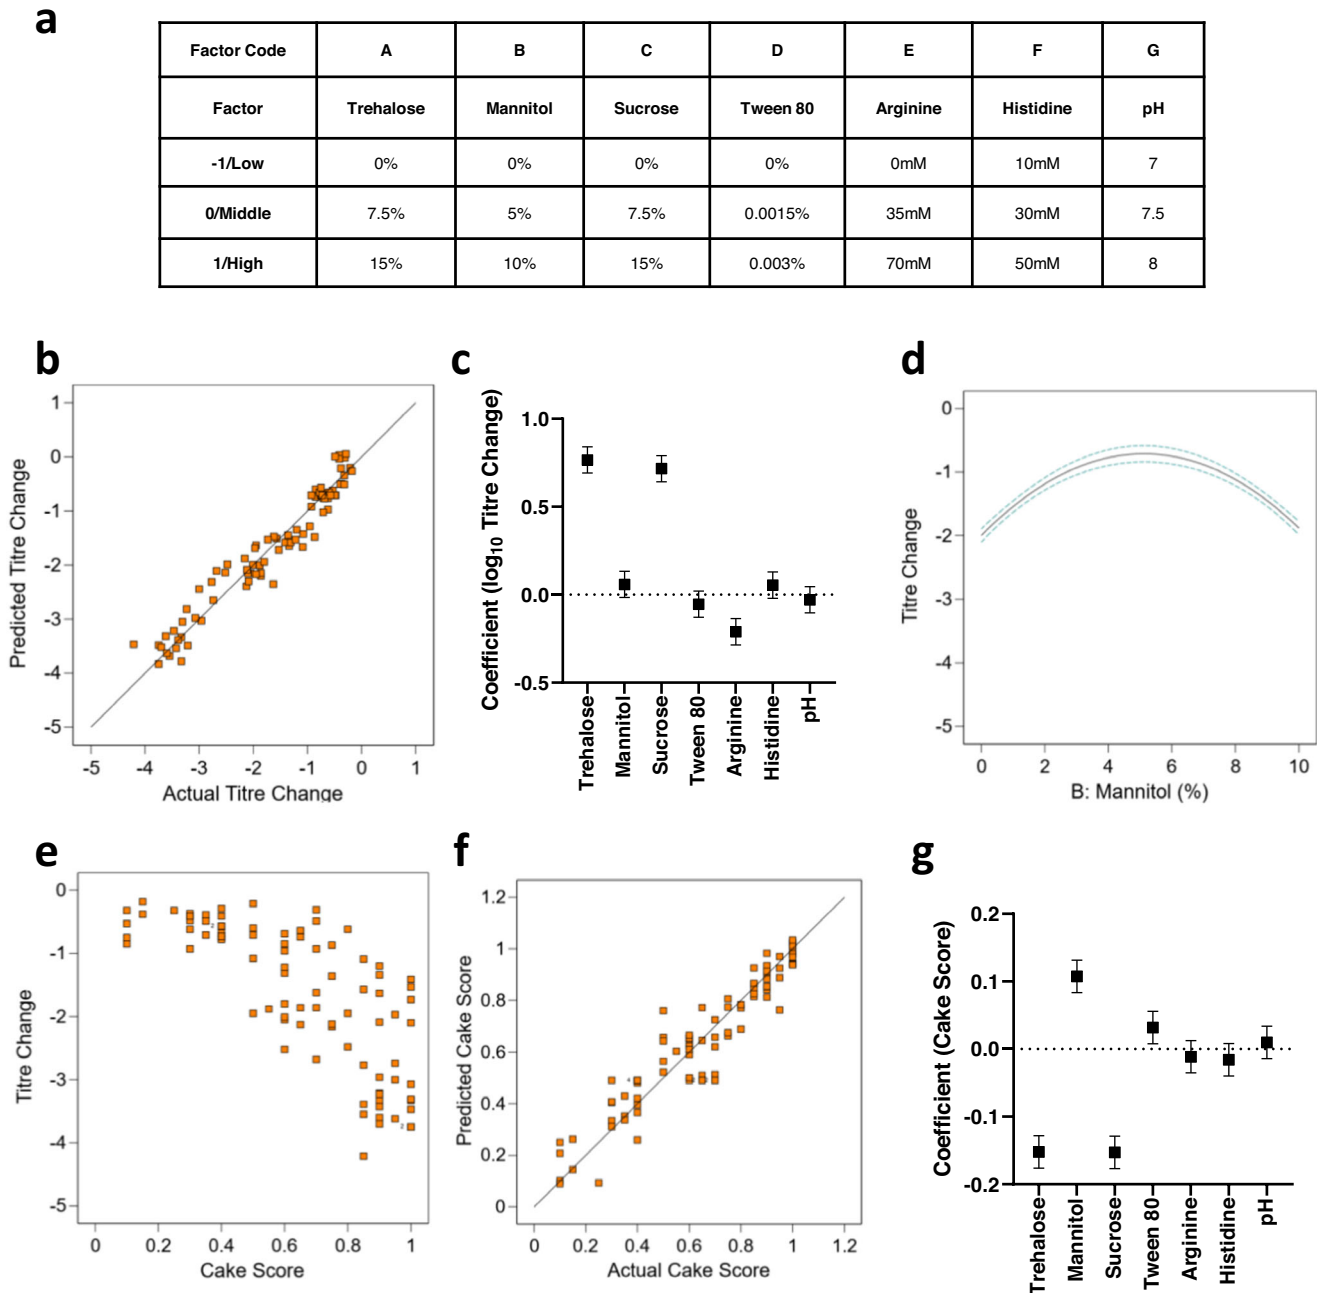 a
Factor Code A B C D E F G
Factor Trehalose Mannitol Sucrose Tween 80 Arginine Histidine pH
-1/Low 0% 0% 0% 0% 0mM 10mM 7
0/Middle 7.5% 5% 7.5% 0.0015% 35mM 30mM 7.5
1/High 15% 10% 15% 0.003% 70mM 50mM 8
b
Predicted Titre Change
1
0
-1
-2
-3
-4
-5
-5 -4 -3 -2 -1 0 1
Actual Titre Change
c
Coefficient (log10 Titre Change)
1.0
0.5
0.0
-0.5
Trehalose
Mannitol
Sucrose
Tween 80
Arginine
Histidine
pH
d
Titre Change
0
-1
-2
-3
-4
-5
0 2 4 6 8 10
B: Mannitol (%)
e
Titre Change
0
-1
-2
-3
-4
-5
2
2
0 0.2 0.4 0.6 0.8 1
Cake Score
f
Predicted Cake Score
1.2
1
0.8
0.6
0.4
0.2
0
0 0.2 0.4 0.6 0.8 1 1.2
Actual Cake Score
g
Coefficient (Cake Score)
0.2
0.1
0.0
-0.1
-0.2
Trehalose
Mannitol
Sucrose
Tween 80
Arginine
Histidine
pH